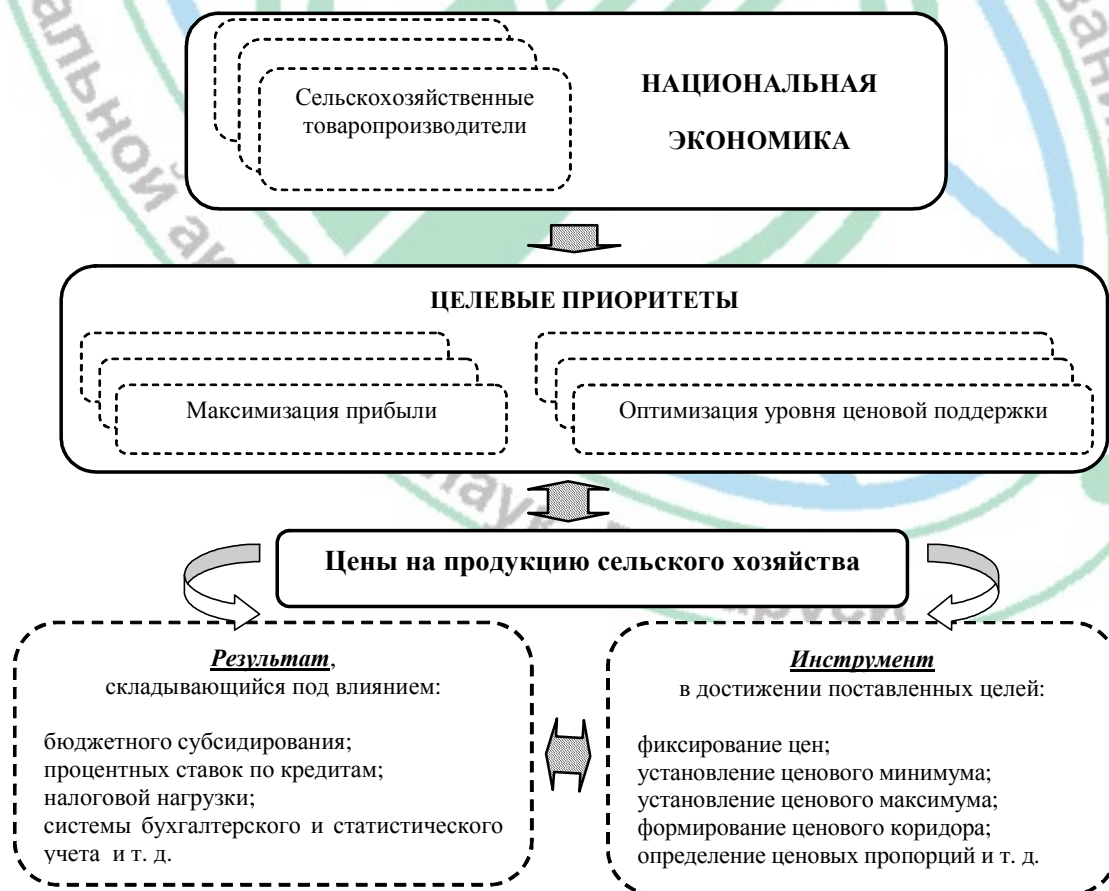 Сельскохозяйственные
товаропроизводители
НАЦИОНАЛЬНАЯ
ЭКОНОМИКА
ЦЕЛЕВЫЕ ПРИОРИТЕТЫ
Максимизация прибыли
Оптимизация уровня ценовой поддержки
Цены на продукцию сельского хозяйства
Результат,
складывающийся под влиянием:
бюджетного субсидирования;
процентных ставок по кредитам;
налоговой нагрузки;
системы бухгалтерского и статистического
учета и т. д.
Инструмент
в достижении поставленных целей:
фиксирование цен;
установление ценового минимума;
установление ценового максимума;
формирование ценового коридора;
определение ценовых пропорций и т. д.